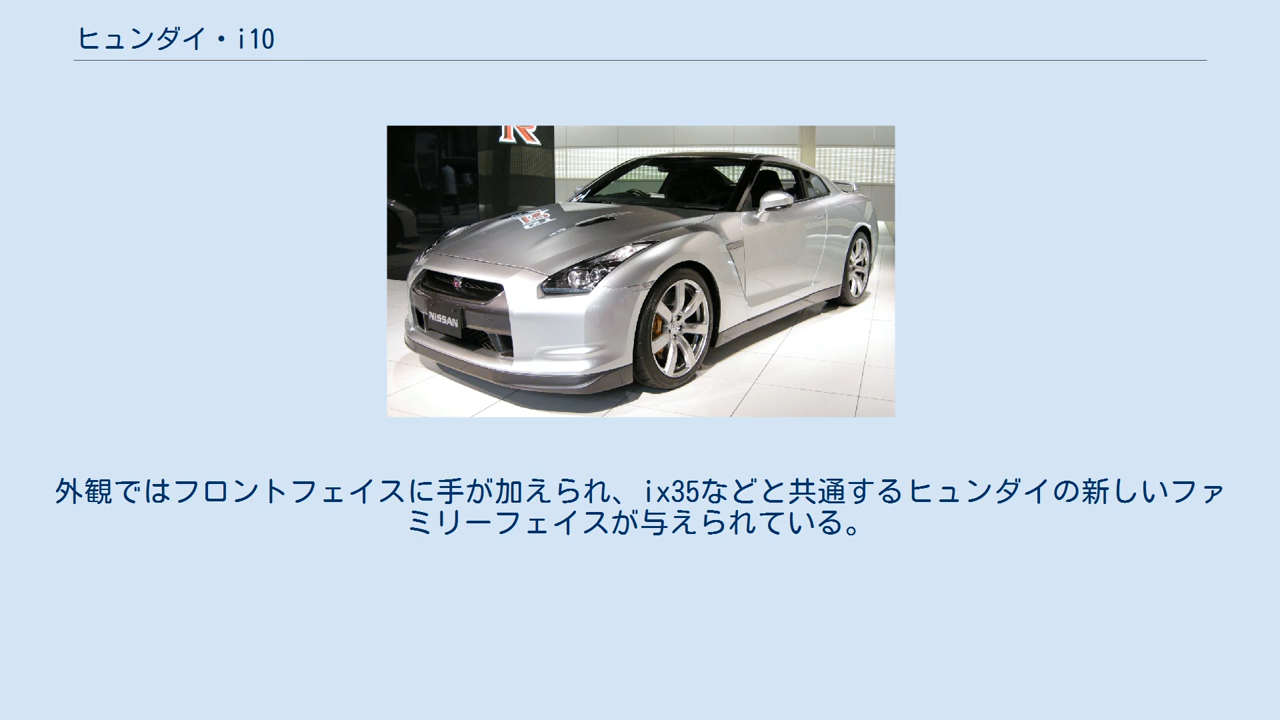 ヒュンダイ・i10
R
NISSAN
外観ではフロントフェイスに手が加えられ、ix35などと共通するヒュンダイの新しいファ
ミリーフェイスが与えられている。